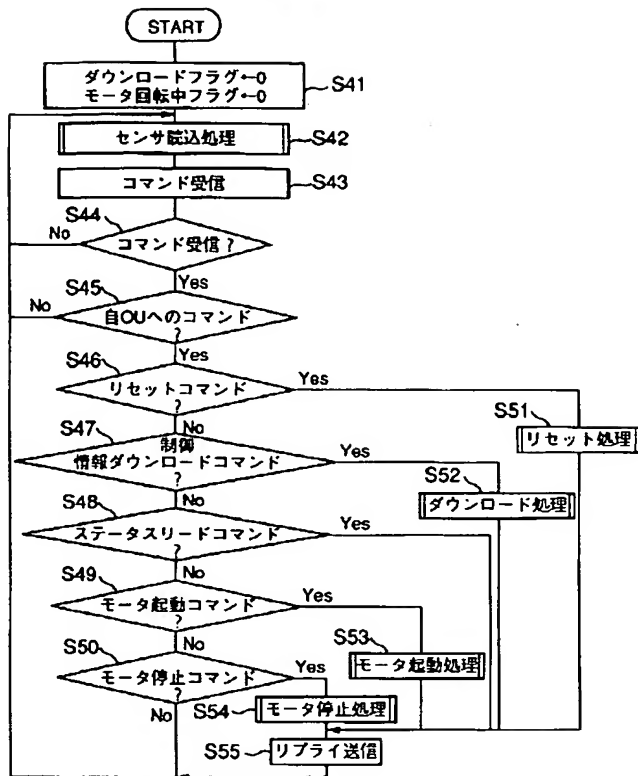 START
ダウンロードフラグ←0
モータ回転中フラグ←0
S41
センサ読込処理
S42
コマンド受信
S43
S44
No
コマンド受信?
Yes
S45
No
自OUへのコマンド
?
Yes
S46
リセットコマンド
?
Yes
No
S51
リセット処理
S47
制御
情報ダウンロードコマンド
?
Yes
No
S52
ダウンロード処理
S48
ステータスリードコマンド
?
Yes
No
S49
モータ起動コマンド
?
Yes
No
S53
モータ起動処理
S50
モータ停止コマンド
?
Yes
No
S54
モータ停止処理
S55
リプライ送信